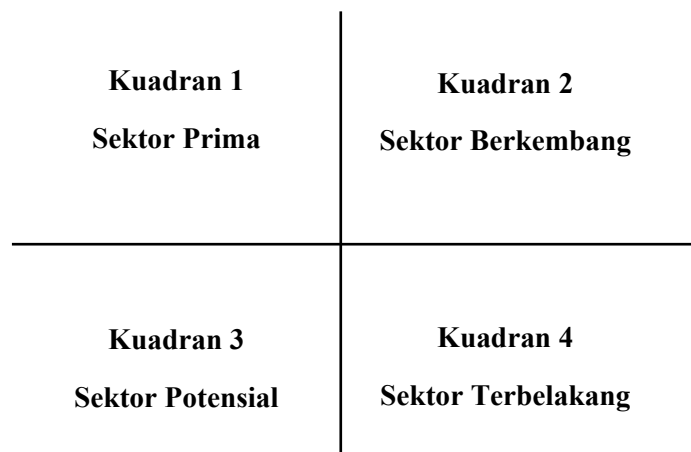 Kuadran 1
Sektor Prima
Kuadran 2
Sektor Berkembang
Kuadran 3
Sektor Potensial
Kuadran 4
Sektor Terbelakang